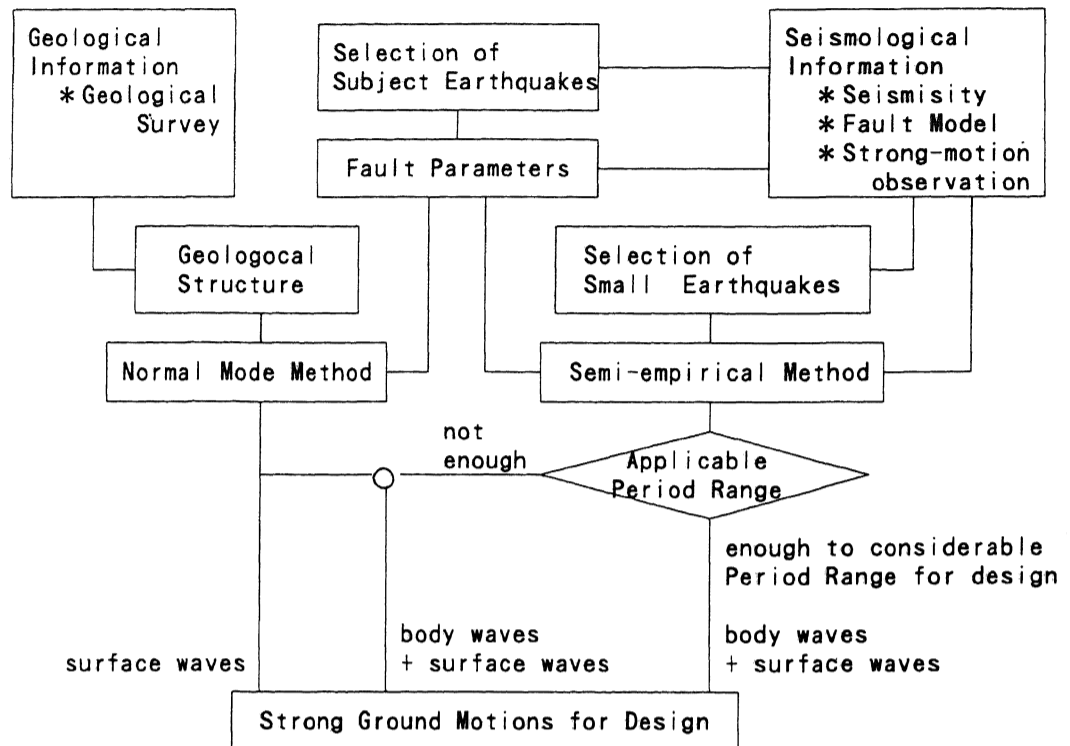 Geological
Information
* Geological
Survey
Selection of
Subject Earthquakes
Seismological
Information
* Seismisity
* Fault Model
* Strong-motion
observation
Fault Parameters
Geologocal
Structure
Selection of
Small Earthquakes
Normal Mode Method
Semi-empirical Method
not
enough
Applicable
Period Range
enough to considerable
Period Range for design
surface waves
body waves
+ surface waves
body waves
+ surface waves
Strong Ground Motions for Design